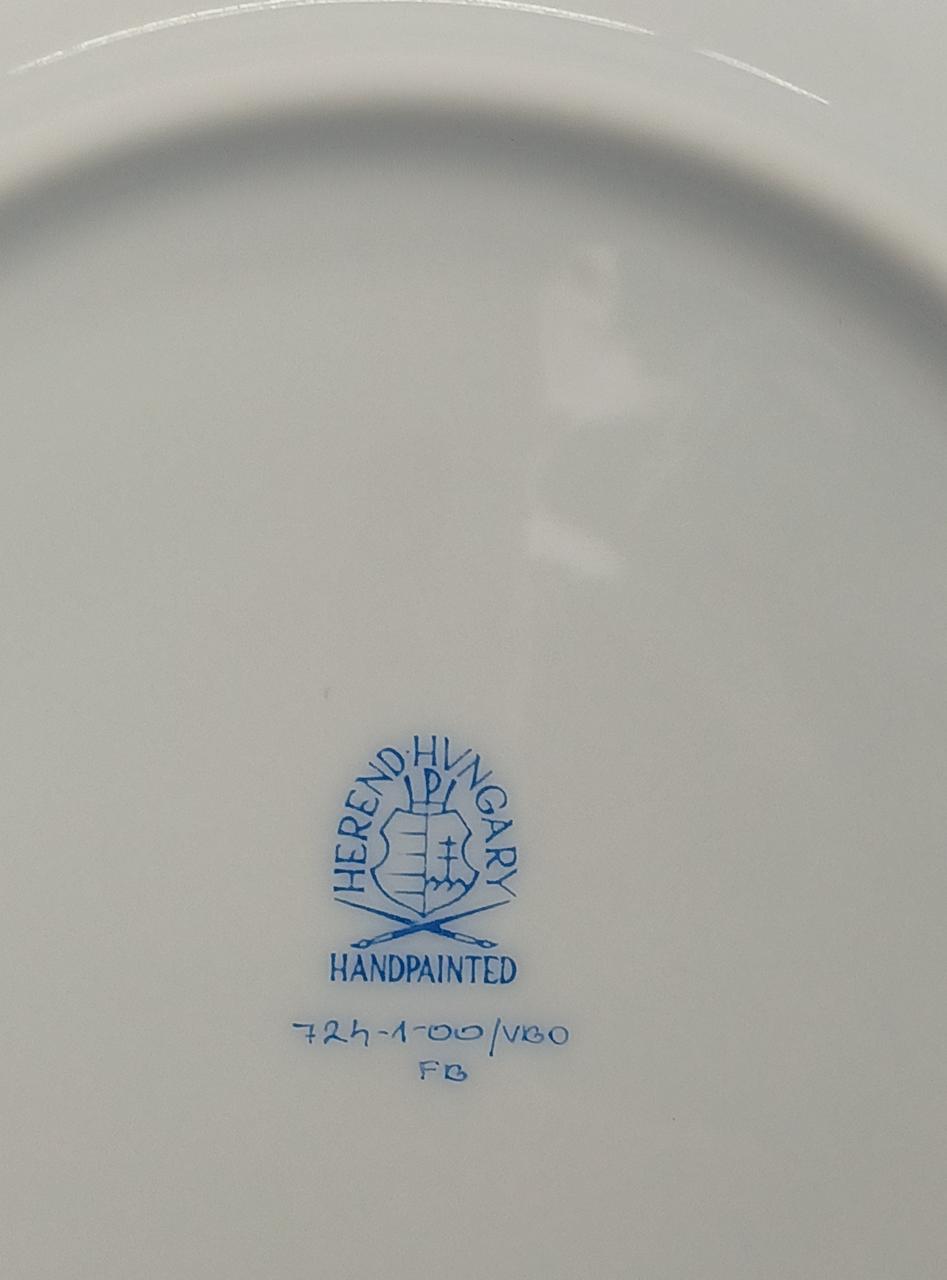 HEREND·HVNGARY
P
HANDPAINTED
724-1-00/VBO
FB